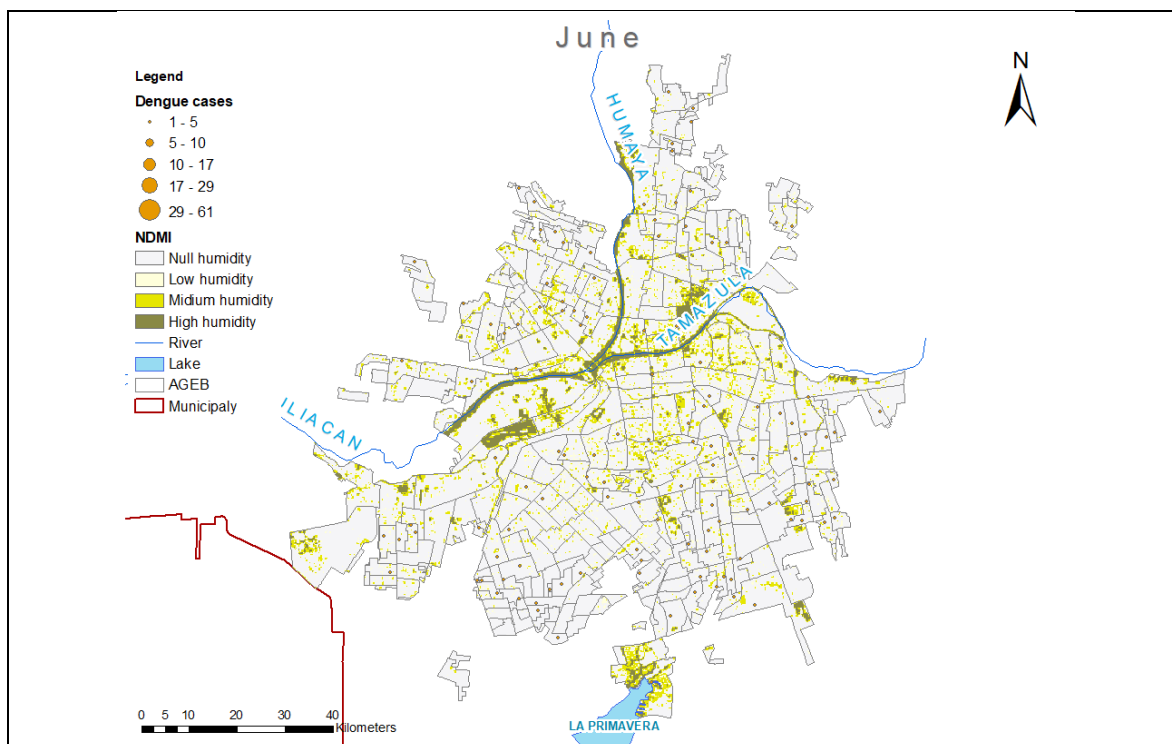 June
N
Legend
Dengue cases
1 - 5
5 - 10
10 - 17
17 - 29
29 - 61
NDMI
Null humidity
Low humidity
Midium humidity
High humidity
River
Lake
AGEB
Municipaly
HUMAYA
TAMAZULA
ILIACAN
LA PRIMAVERA
0 5 10 20 30 40
Kilometers